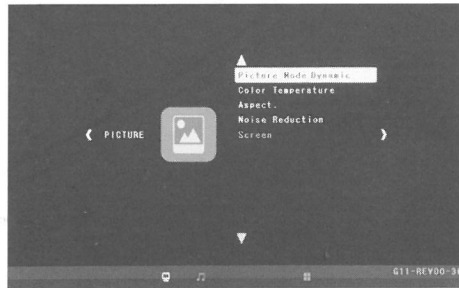 Picture Mode Dynamic
Color Temperature
Aspect.
Noise Reduction
PICTURE
Screen